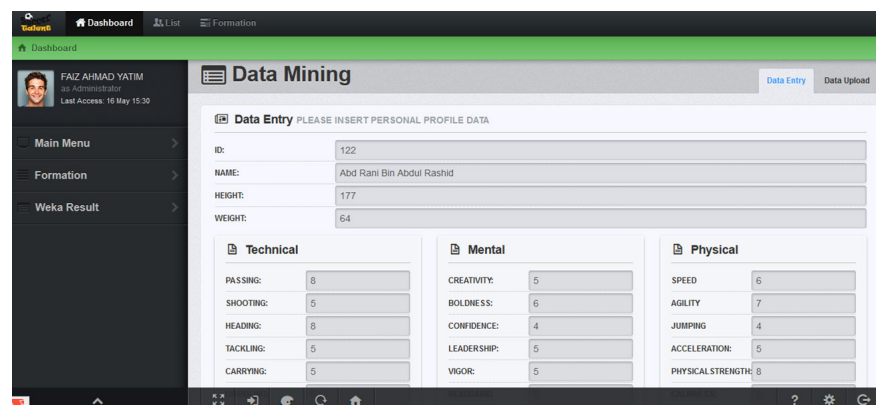 Talent
Dashboard
List
Formation
Dashboard
FAIZ AHMAD YATIM
as Administrator
Last Access: 16 May 15:30
Main Menu
Formation
Weka Result
Data Mining
Data Entry
Data Upload
Data Entry PLEASE INSERT PERSONAL PROFILE DATA
ID: 122
NAME: Abd Rani Bin Abdul Rashid
HEIGHT: 177
WEIGHT: 64
Technical
PASSING: 8
SHOOTING: 5
HEADING: 8
TACKLING: 5
CARRYING: 5
Mental
CREATIVITY: 5
BOLDNESS: 6
CONFIDENCE: 4
LEADERSHIP: 5
VIGOR: 5
Physical
SPEED 6
AGILITY 7
JUMPING 4
ACCELERATION: 5
PHYSICAL STRENGTH: 8